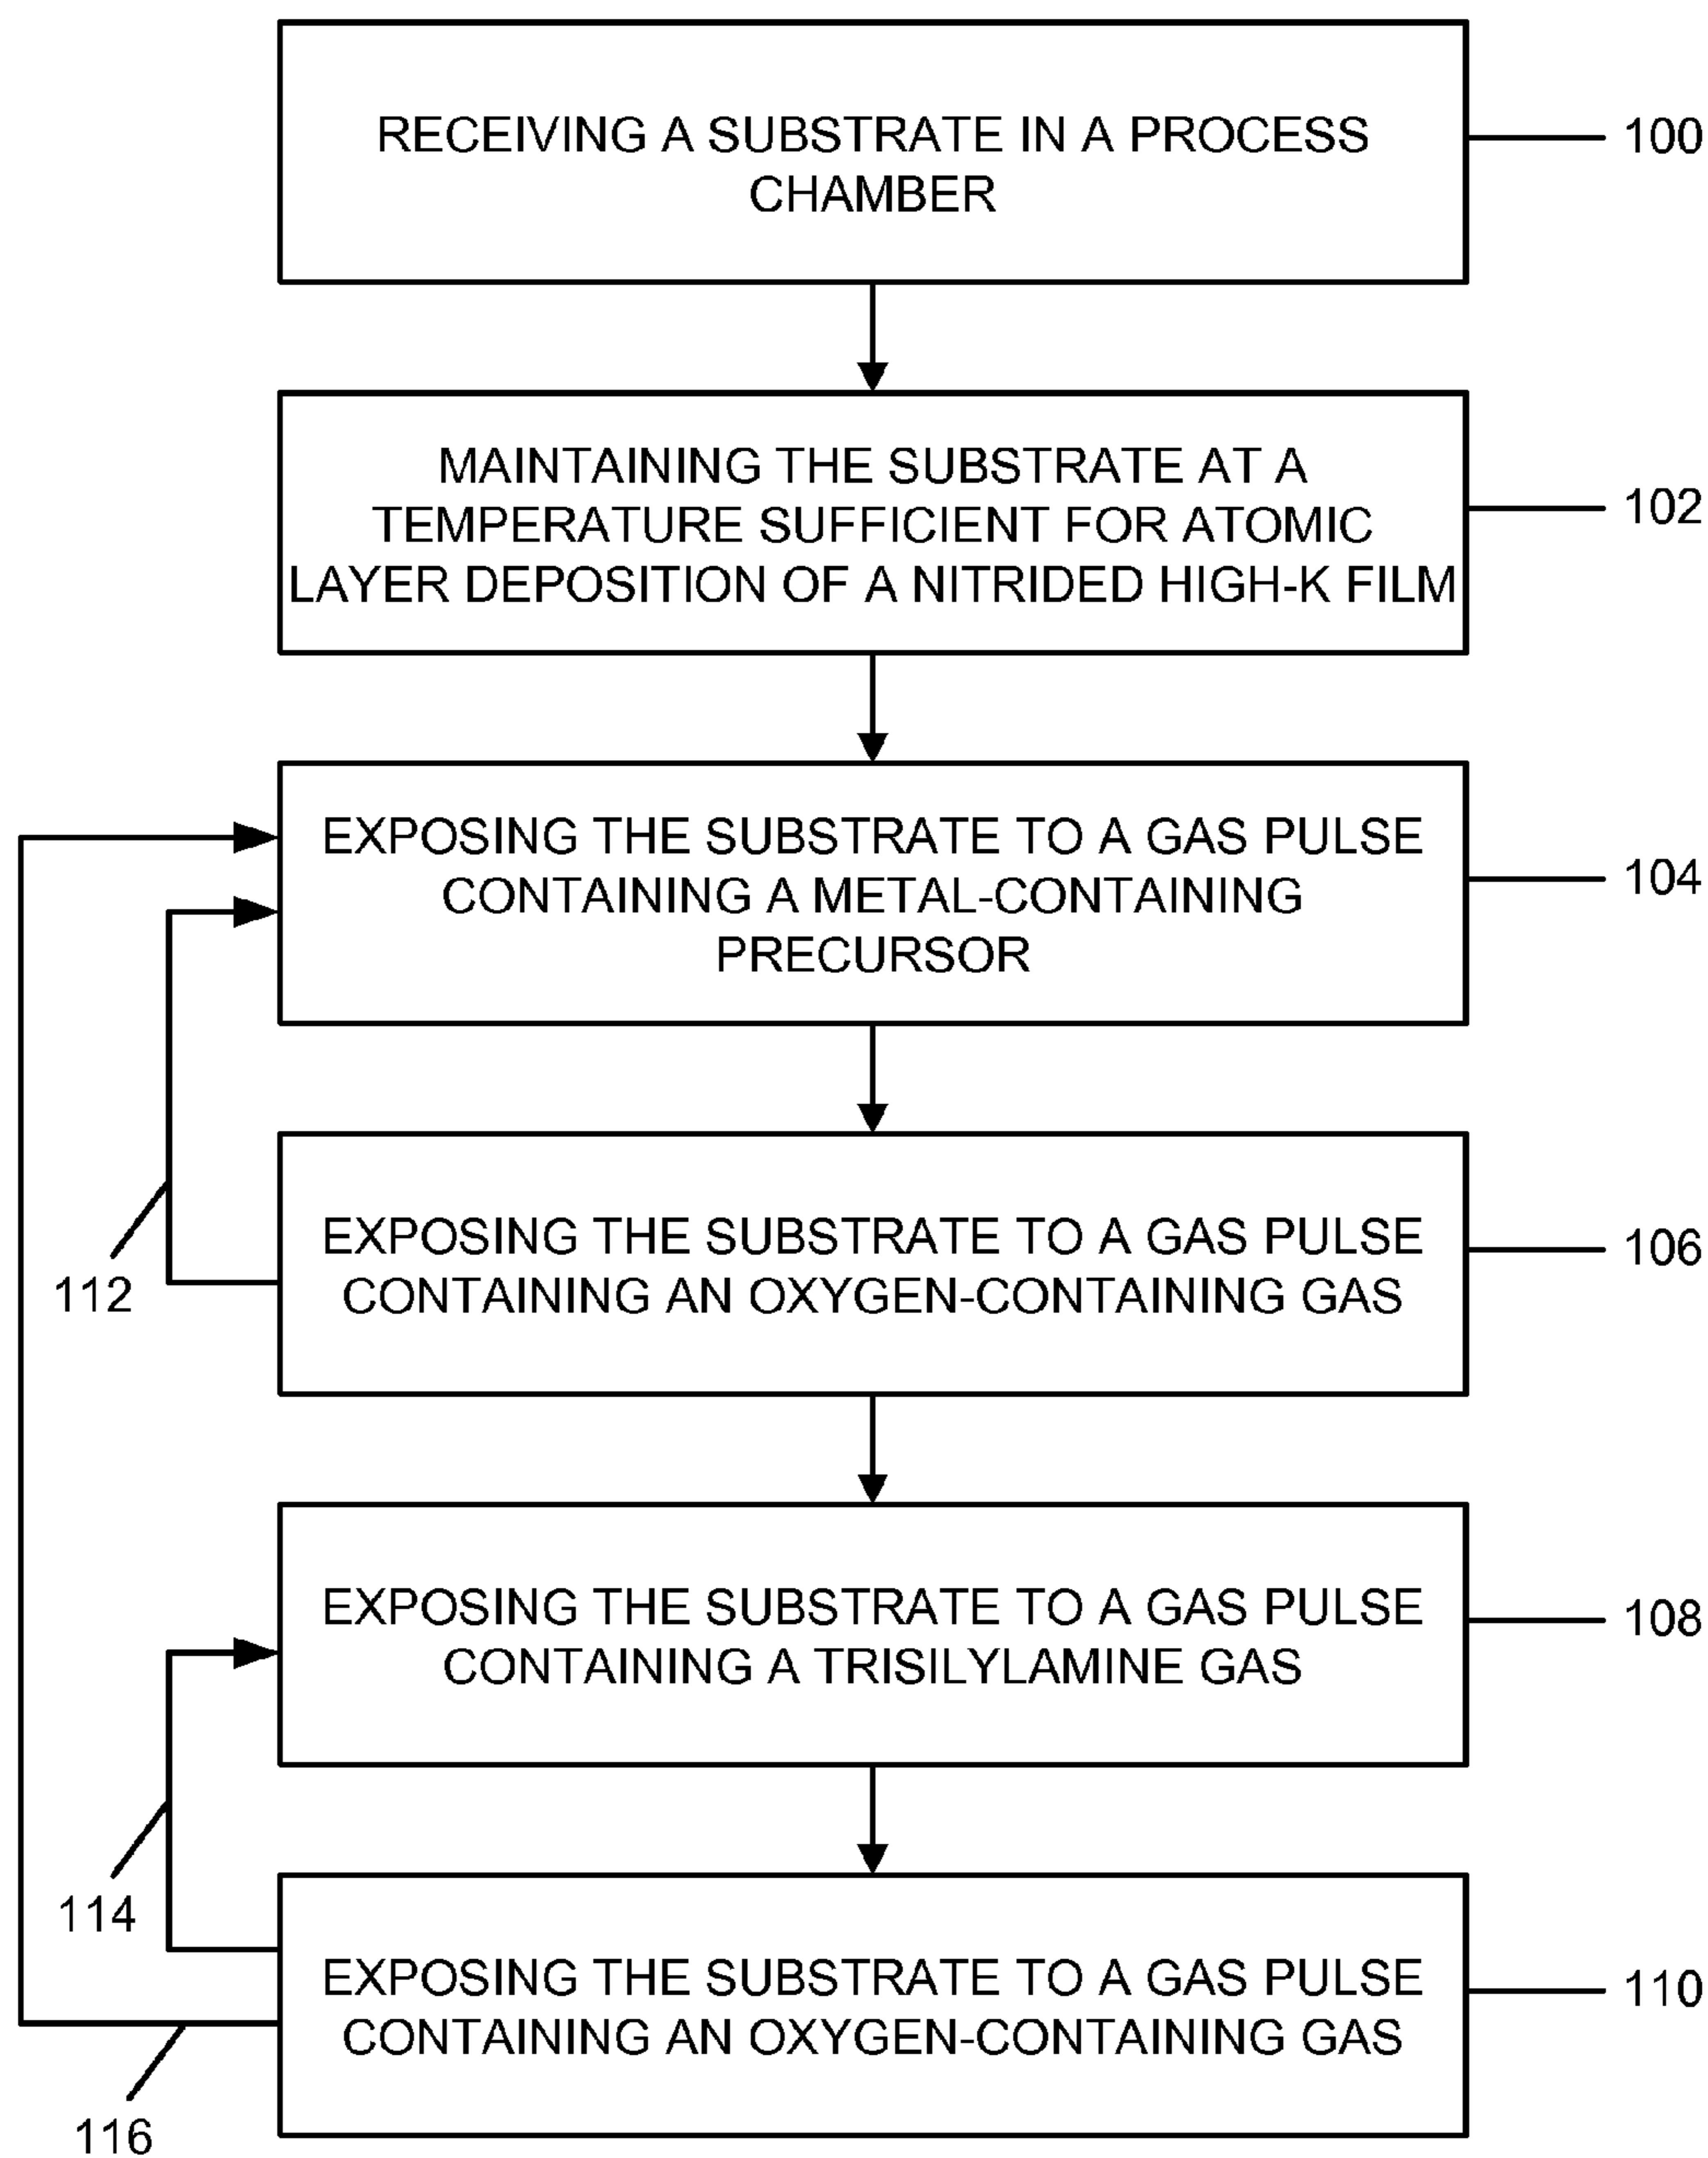 RECEIVING A SUBSTRATE IN A PROCESS
CHAMBER
100
MAINTAINING THE SUBSTRATE AT A
TEMPERATURE SUFFICIENT FOR ATOMIC
LAYER DEPOSITION OF A NITRIDED HIGH-K FILM
102
EXPOSING THE SUBSTRATE TO A GAS PULSE
CONTAINING A METAL-CONTAINING
PRECURSOR
104
EXPOSING THE SUBSTRATE TO A GAS PULSE
CONTAINING AN OXYGEN-CONTAINING GAS
106
112
EXPOSING THE SUBSTRATE TO A GAS PULSE
CONTAINING A TRISILYLAMINE GAS
108
114
EXPOSING THE SUBSTRATE TO A GAS PULSE
CONTAINING AN OXYGEN-CONTAINING GAS
110
116